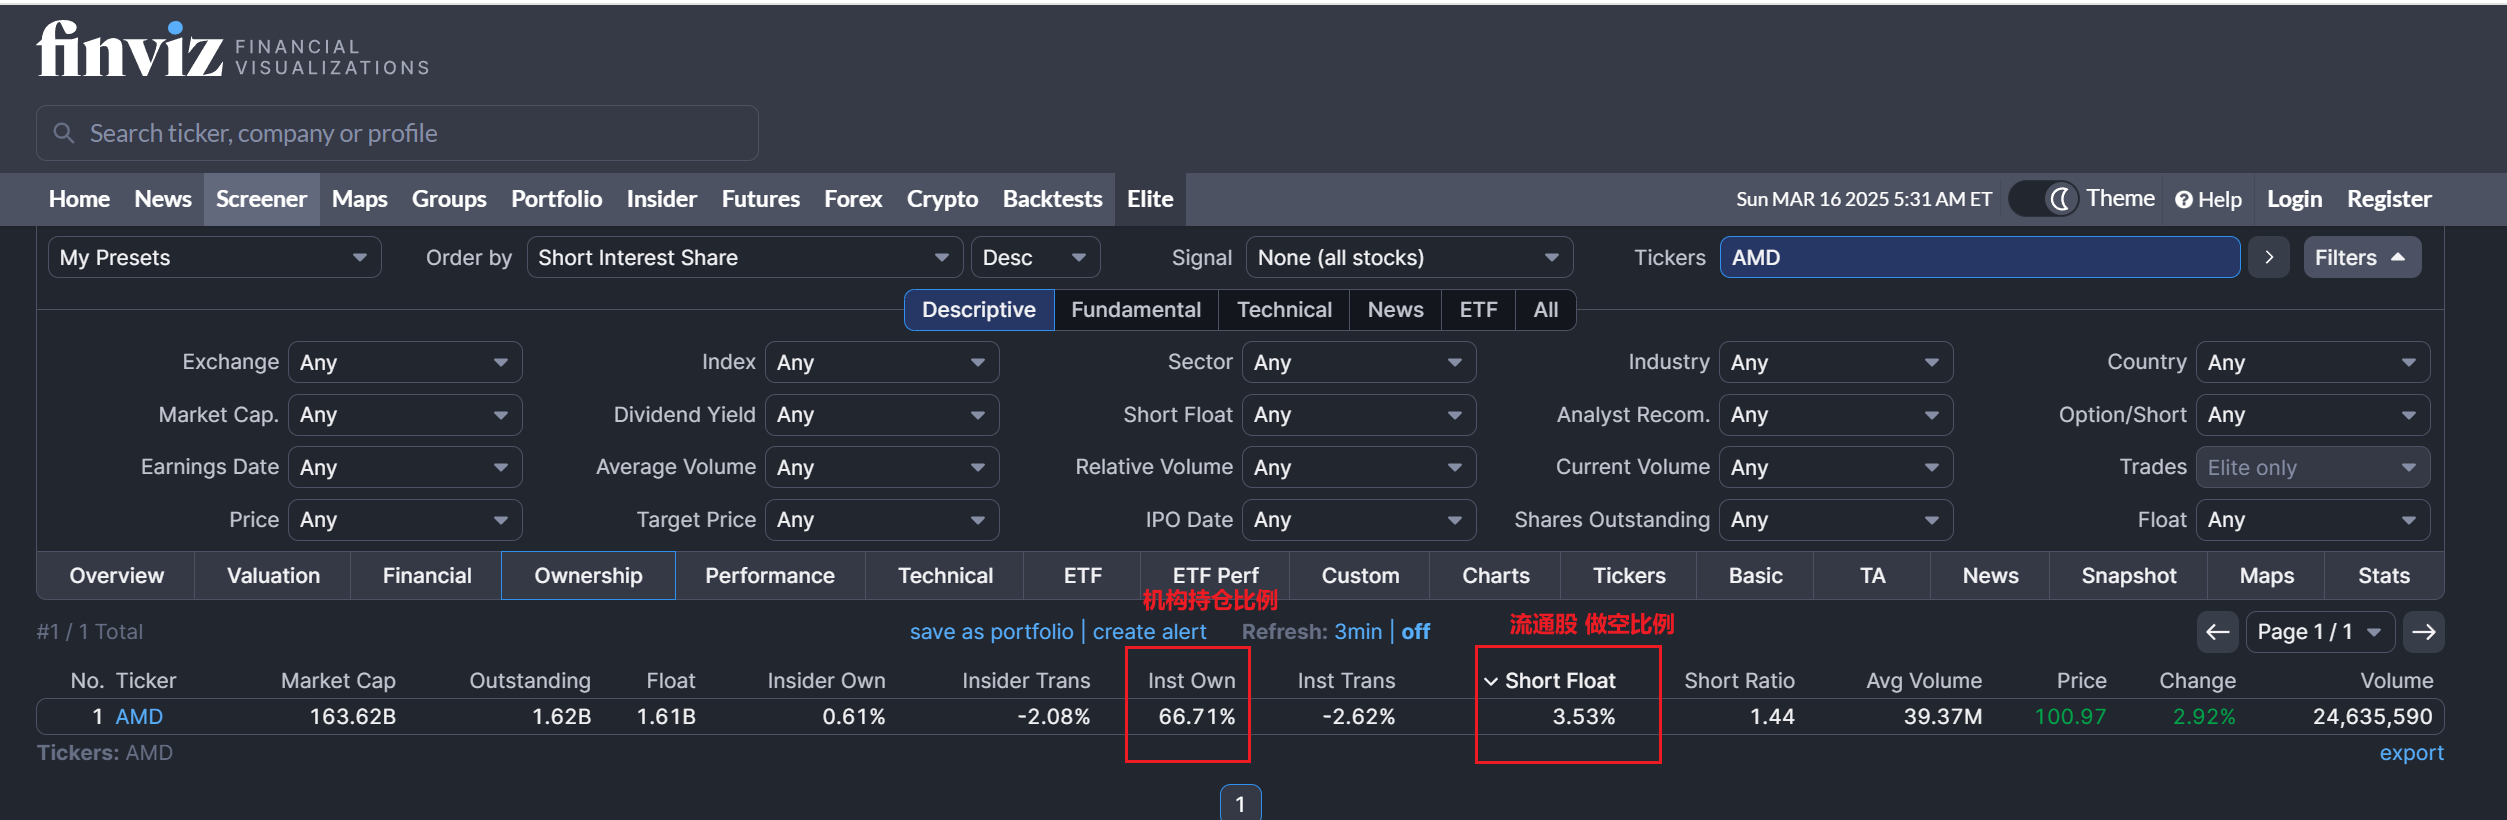 finviz FINANCIAL
VISUALIZATIONS
Search ticker, company or profile
Home News Screener Maps Groups Portfolio Insider Futures Forex Crypto Backtests Elite Sun MAR 16 2025 5:31 AM ET Theme Help Login Register
My Presets Order by Short Interest Share Desc Signal None (all stocks) Tickers AMD > Filters
Descriptive Fundamental Technical News ETF All
Exchange Any Index Any Sector Any Industry Any Country Any
Market Cap. Any Dividend Yield Any Short Float Any Analyst Recom. Any Option/Short Any
Earnings Date Any Average Volume Any Relative Volume Any Current Volume Any Trades Elite only
Price Any Target Price Any IPO Date Any Shares Outstanding Any Float Any
Overview Valuation Financial Ownership Performance Technical ETF ETF Perf Custom Charts Tickers Basic TA News Snapshot Maps Stats
机构持仓比例
流通股 做空比例
#1 / 1 Total save as portfolio | create alert Refresh: 3min | off Page 1 / 1
No. Ticker Market Cap Outstanding Float Insider Own Insider Trans Inst Own Inst Trans Short Float Short Ratio Avg Volume Price Change Volume
1 AMD 163.62B 1.62B 1.61B 0.61% -2.08% 66.71% -2.62% 3.53% 1.44 39.37M 100.97 2.92% 24,635,590
Tickers: AMD export
1